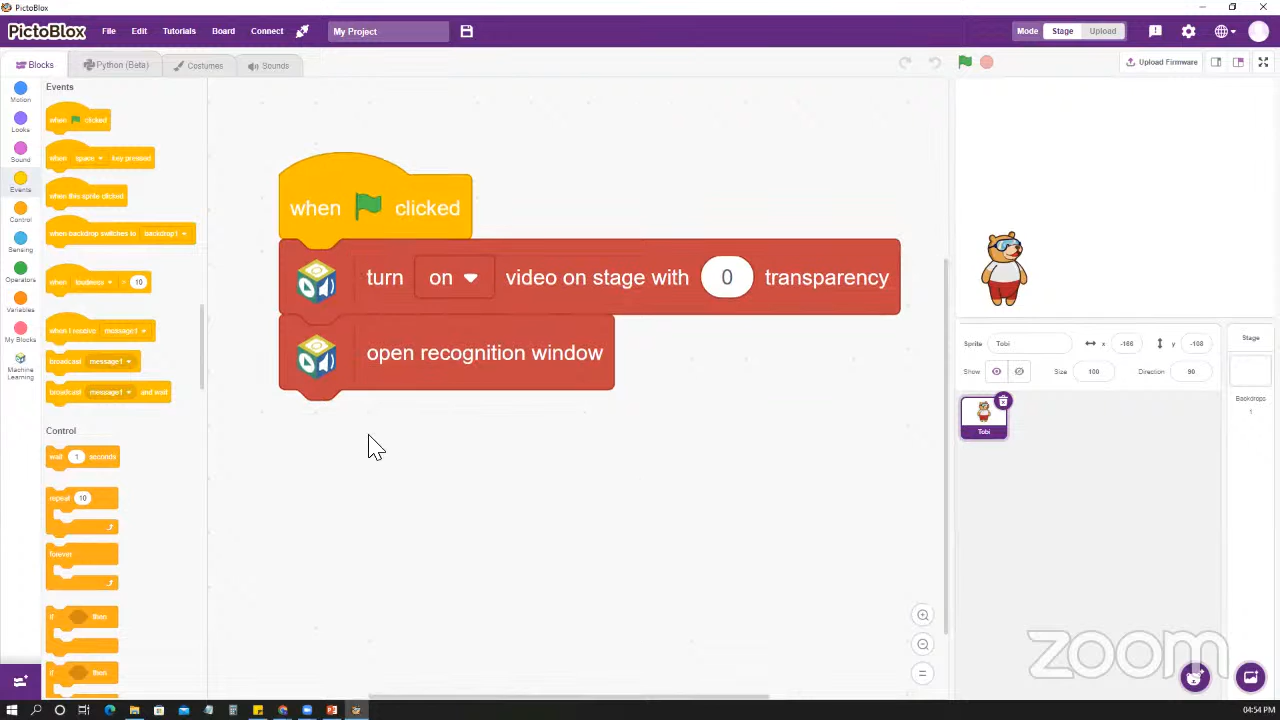 PictoBlox
PictoBlox File Edit Tutorials Board Connect My Project Mode Stage Upload
Blocks Python (Beta) Costumes Sounds Upload Firmware
Motion
Looks
Sound
Events
Control
Sensing
Operators
Variables
My Blocks
Machine
Learning
Events
when clicked
when space key pressed
when this sprite clicked
when backdrop switches to backdrop1
when loudness 10
when I receive message1
broadcast message1
broadcast message1 and wait
Control
wait 1 seconds
repeat 10
forever
if then
if then
when clicked
turn on video on stage with 0 transparency
open recognition window
Sprite Tobi x -166 y -108
Show Size 100 Direction 90
Tobi
Stage
Backdrops
1
zoom
04:54 PM